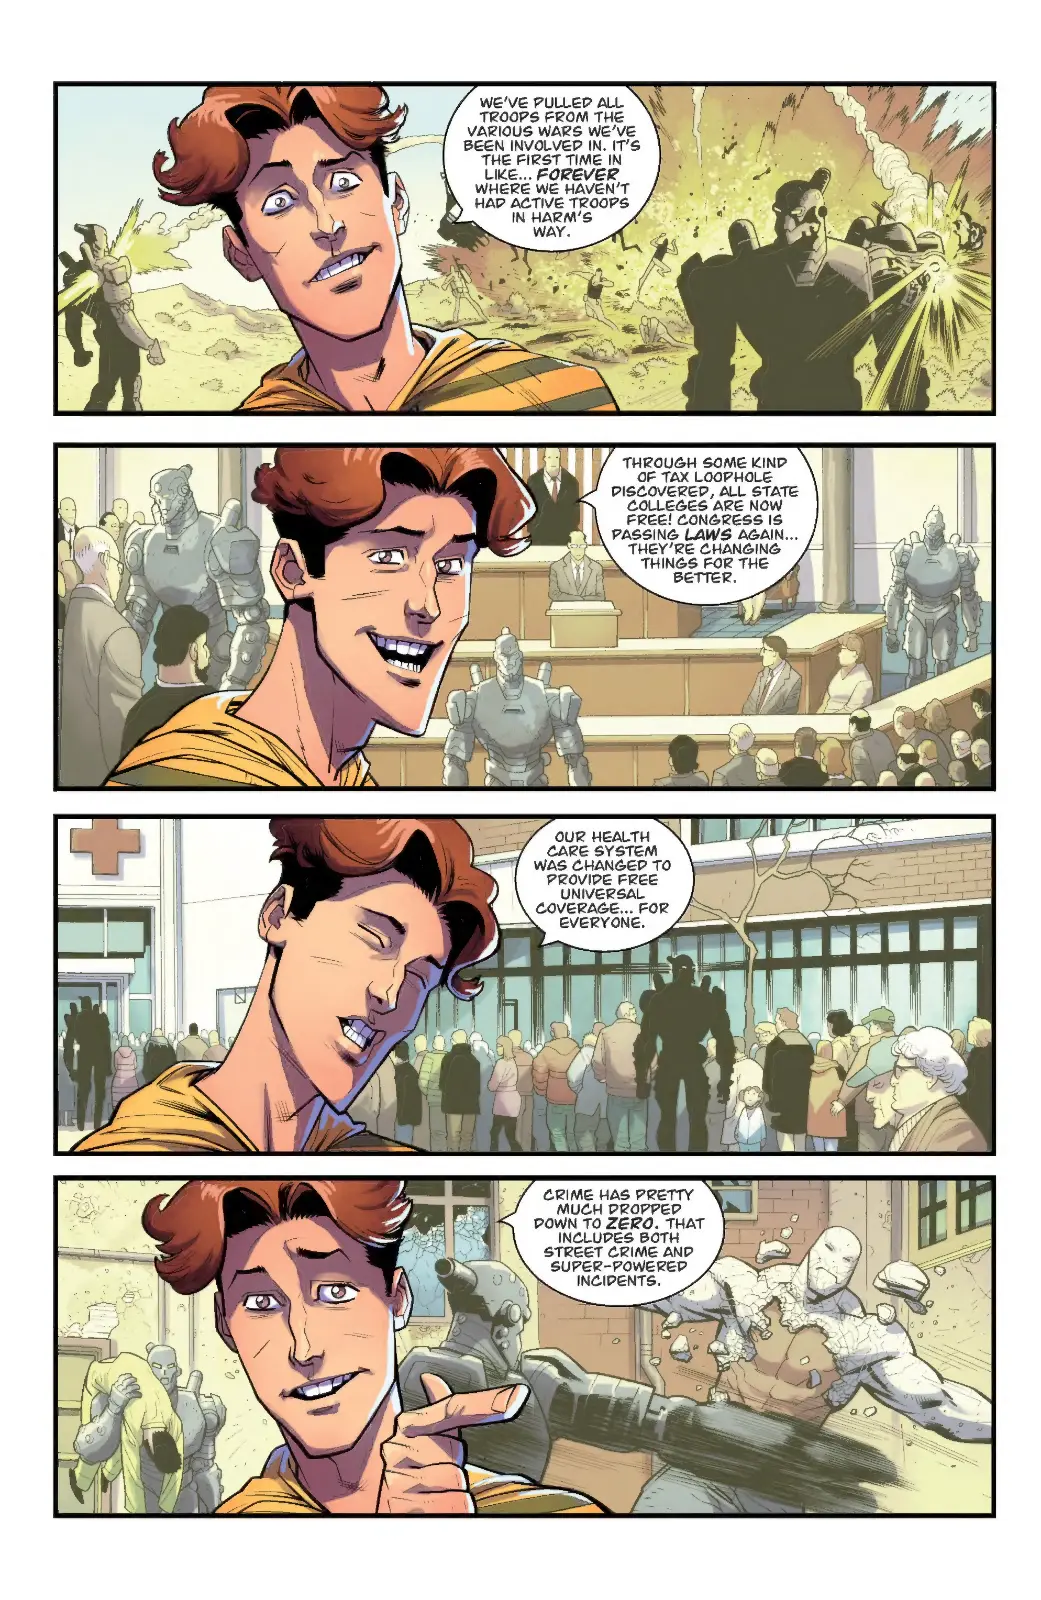 WE'VE PULLED ALL
TROOPS FROM THE
VARIOUS WARS WE'VE
BEEN INVOLVED IN. IT'S
THE FIRST TIME IN
LIKE... FOREVER
WHERE WE HAVEN'T
HAD ACTIVE TROOPS
IN HARM'S
WAY.
THROUGH SOME KIND
OF TAX LOOPHOLE
DISCOVERED, ALL STATE
COLLEGES ARE NOW
FREE! CONGRESS IS
PASSING LAWS AGAIN...
THEY'RE CHANGING
THINGS FOR THE
BETTER.
OUR HEALTH
CARE SYSTEM
WAS CHANGED TO
PROVIDE FREE
UNIVERSAL
COVERAGE... FOR
EVERYONE.
CRIME HAS PRETTY
MUCH DROPPED
DOWN TO ZERO. THAT
INCLUDES BOTH
STREET CRIME AND
SUPER-POWERED
INCIDENTS.